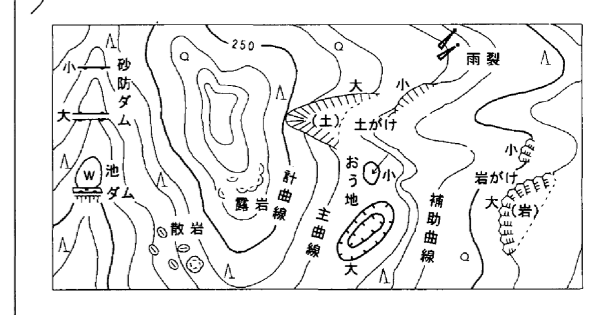 小
砂防ダム
大
W
池ダム
散岩
250
露岩
計曲線
主曲線
大
(土)
土がけ
小
おう地
小
大
補助曲線
雨裂
小
岩がけ
大
(岩)
Q
Q
Q
Λ
Λ
Λ
Λ
Λ
Λ
Λ
Λ